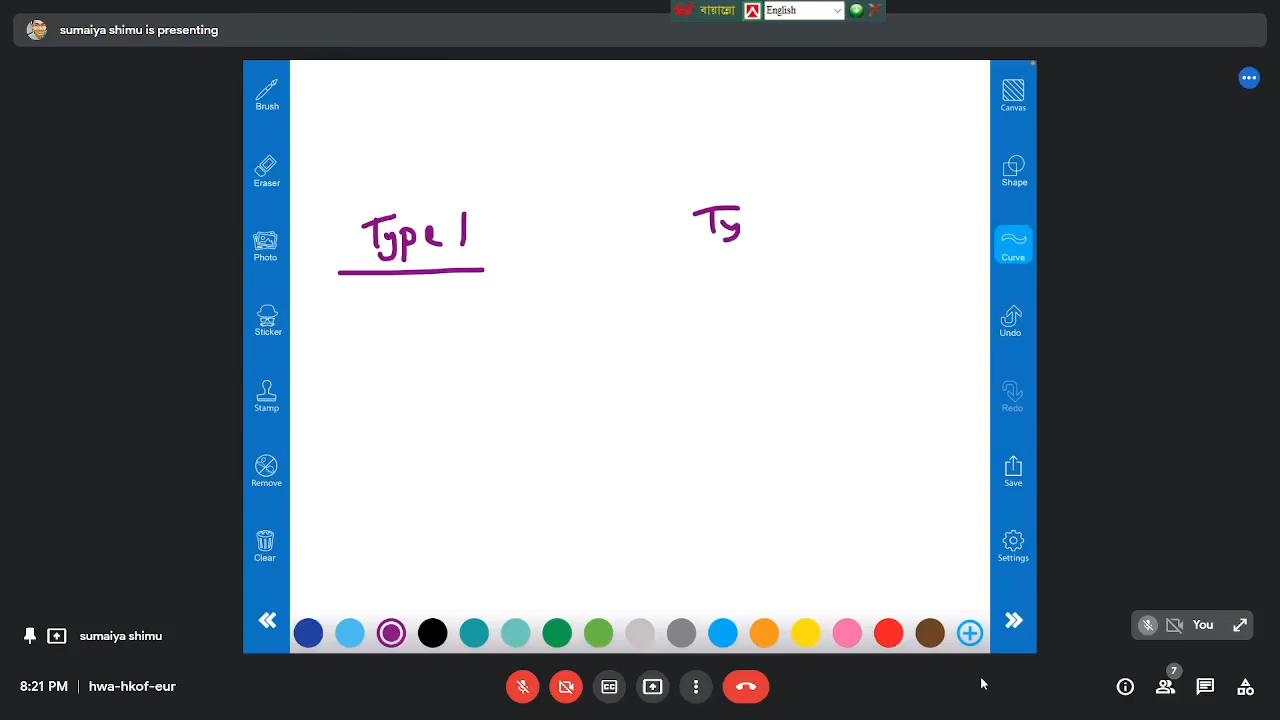 বায়ান্নো English
sumaiya shimu is presenting
Brush
Canvas
Eraser
Shape
Type 1
Ty
Photo
Curve
Sticker
Undo
Stamp
Redo
Remove
Save
Clear
Settings
sumaiya shimu
You
8:21 PM | hwa-hkof-eur
CC
7